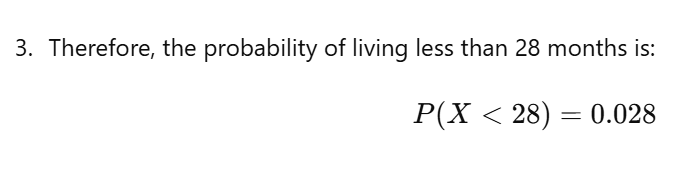 3. Therefore, the probability of living less than 28 months is:
P(X < 28) = 0.028